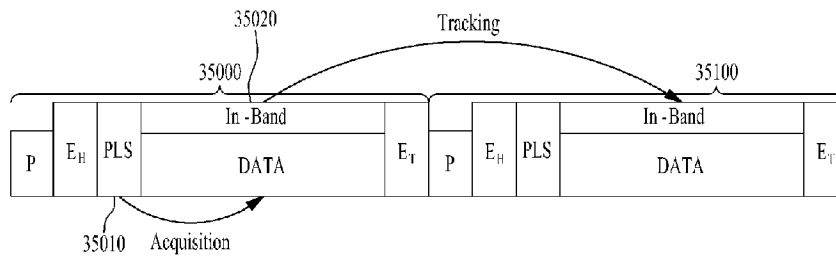 35020
Tracking
35000
35100
P
E_H
PLS
In -Band
DATA
E_T
P
E_H
PLS
In -Band
DATA
E_T
35010
Acquisition